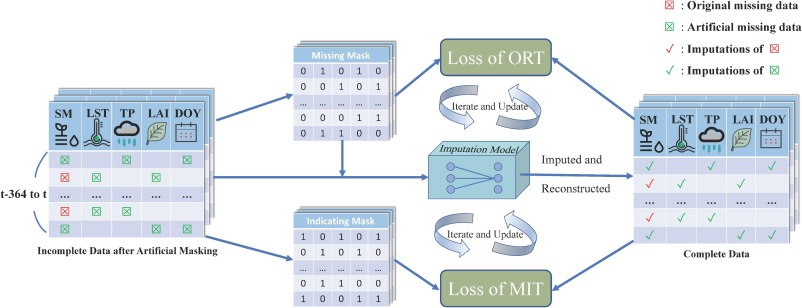 : Original missing data
: Artificial missing data
: Imputations of
: Imputations of
Missing Mask
0 1 0 1 0
0 0 1 0 1
... ... ... ... ...
0 0 0 1 1
0 1 1 0 0
Loss of ORT
Iterate and Update
SM LST TP LAI DOY
...
...
...
...
...
t-364 to t
Incomplete Data after Artificial Masking
Imputation Model
Imputed and
Reconstructed
SM LST TP LAI DOY
...
...
...
...
...
Complete Data
Indicating Mask
1 0 1 0 1
0 1 0 1 0
... ... ... ... ...
0 1 1 0 0
1 0 0 1 1
Iterate and Update
Loss of MIT